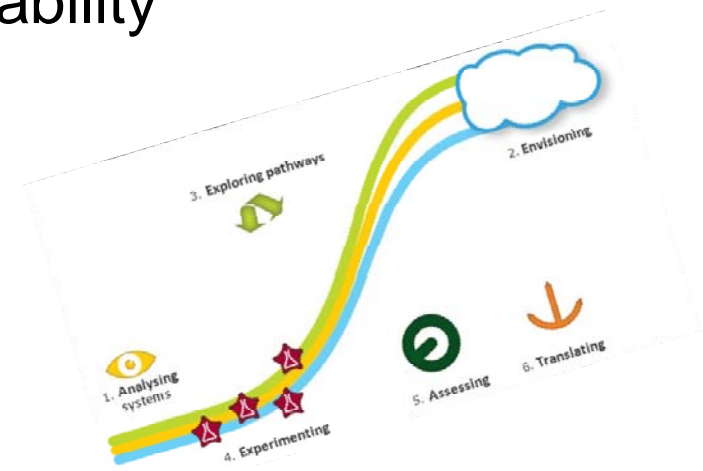 ability
1. Analysing
systems
2. Envisioning
3. Exploring pathways
4. Experimenting
5. Assessing
6. Translating